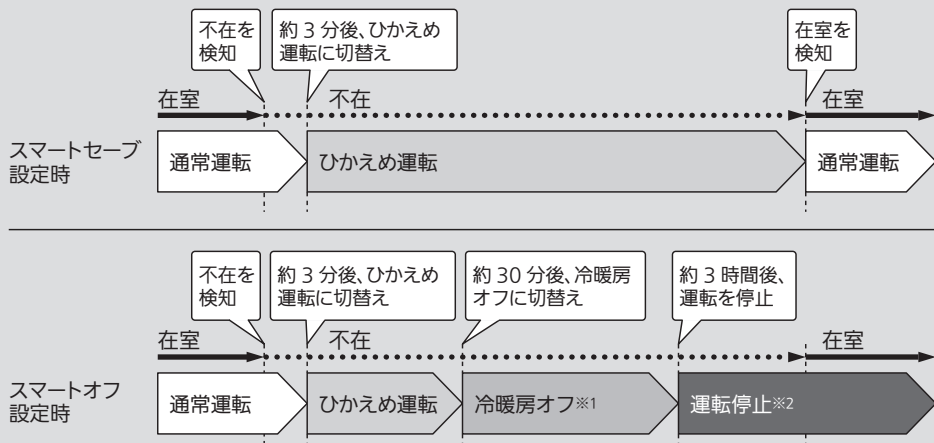 不在を
検知
約 3 分後、ひかえめ
運転に切替え
在室を
検知
在室
不在
在室
スマートセーブ
設定時
通常運転
ひかえめ運転
通常運転
不在を
検知
約 3 分後、ひかえめ
運転に切替え
約 30 分後、冷暖房
オフに切替え
約 3 時間後、
運転を停止
在室
不在
在室
スマートオフ
設定時
通常運転
ひかえめ運転
冷暖房オフ※1
運転停止※2